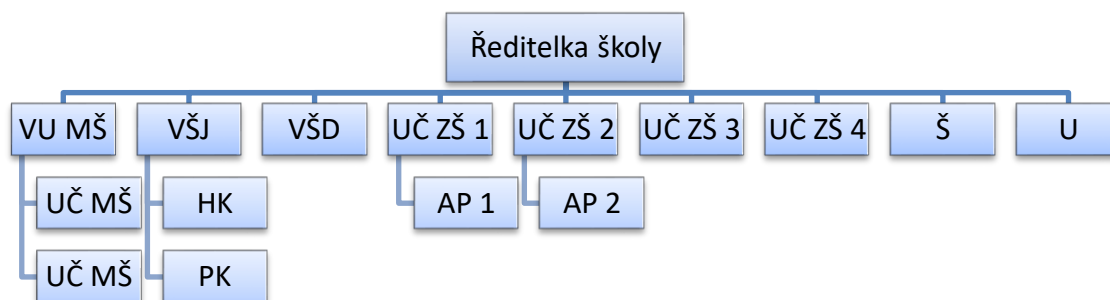 Ředitelka školy
VU MŠ
VŠJ
VŠD
UČ ZŠ 1
UČ ZŠ 2
UČ ZŠ 3
UČ ZŠ 4
Š
U
UČ MŠ
HK
AP 1
AP 2
UČ MŠ
PK